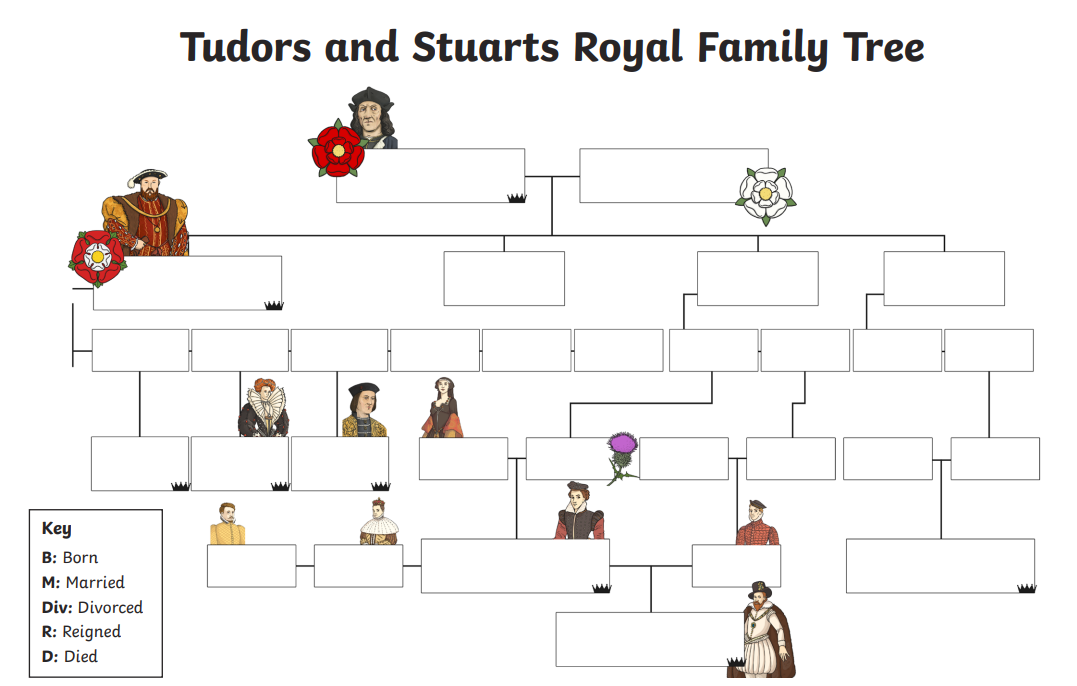 Tudors and Stuarts Royal Family Tree
Key
B: Born
M: Married
Div: Divorced
R: Reigned
D: Died